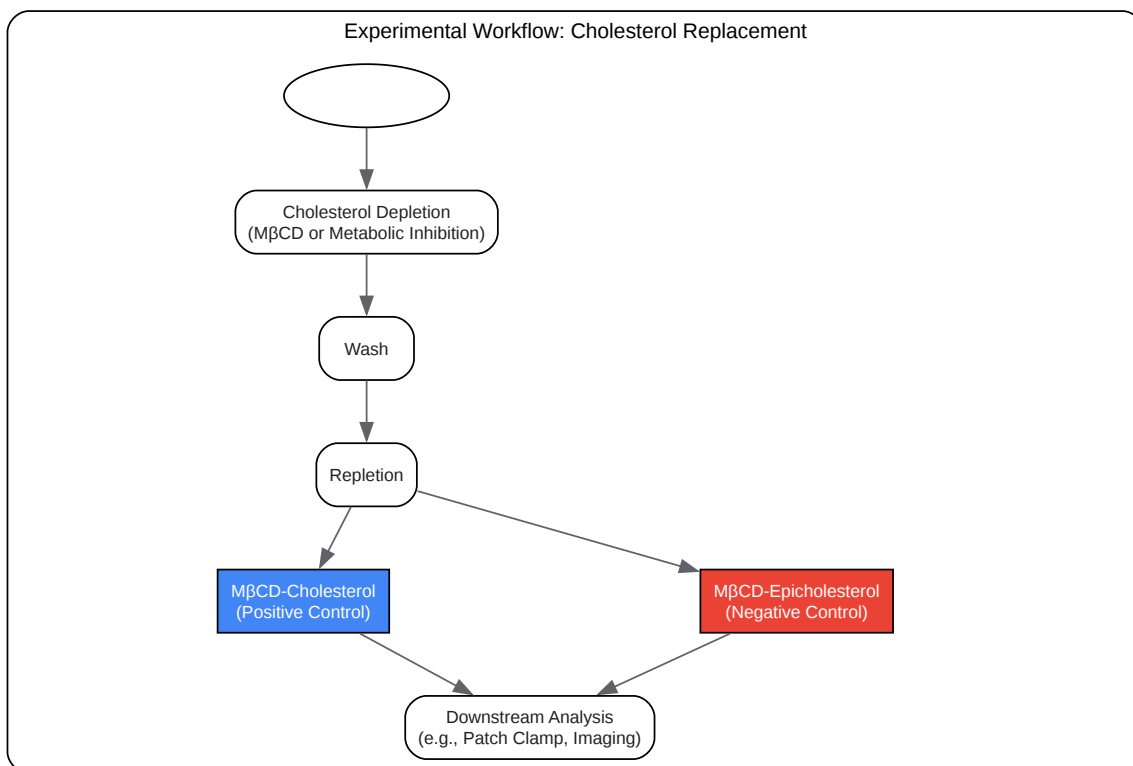 Experimental Workflow: Cholesterol Replacement
Cholesterol Depletion
(MβCD or Metabolic Inhibition)
Wash
Repletion
MβCD-Cholesterol
(Positive Control)
MβCD-Epicholesterol
(Negative Control)
Downstream Analysis
(e.g., Patch Clamp, Imaging)